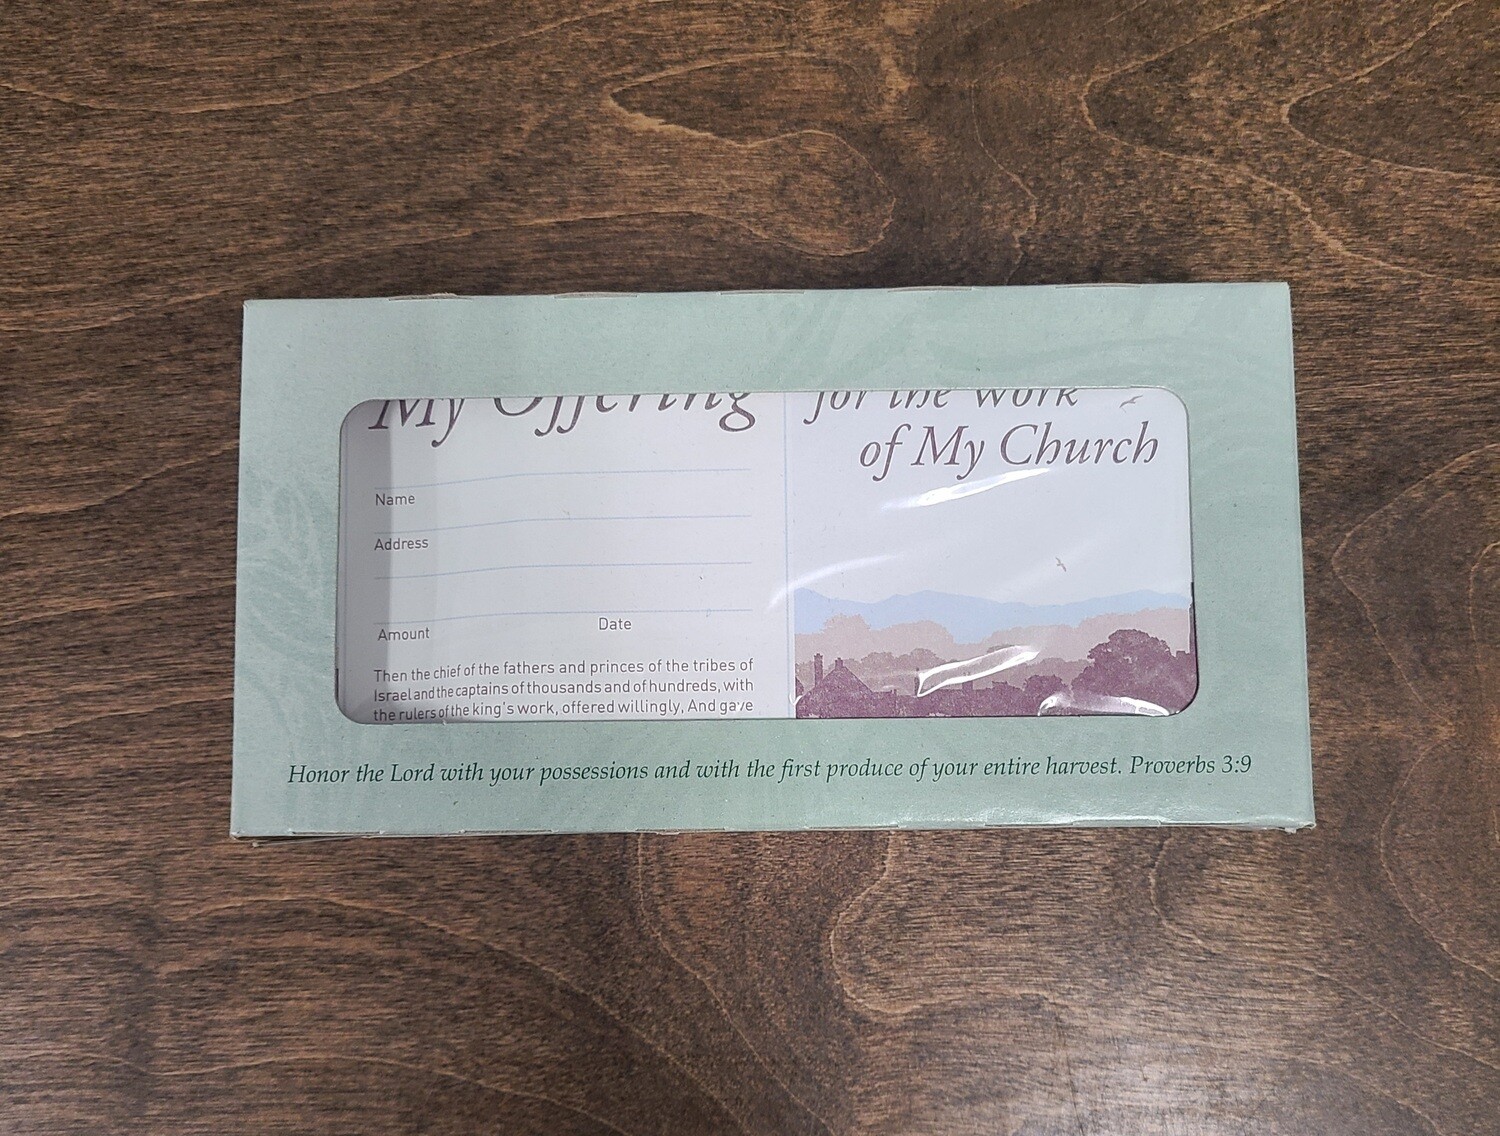 My Offering
for the work
of My Church
Name
Address
Amount
Date
Then the chief of the fathers and princes of the tribes of
Israel and the captains of thousands and of hundreds, with
the rulers of the king's work, offered willingly, And gave
Honor the Lord with your possessions and with the first produce of your entire harvest. Proverbs 3:9